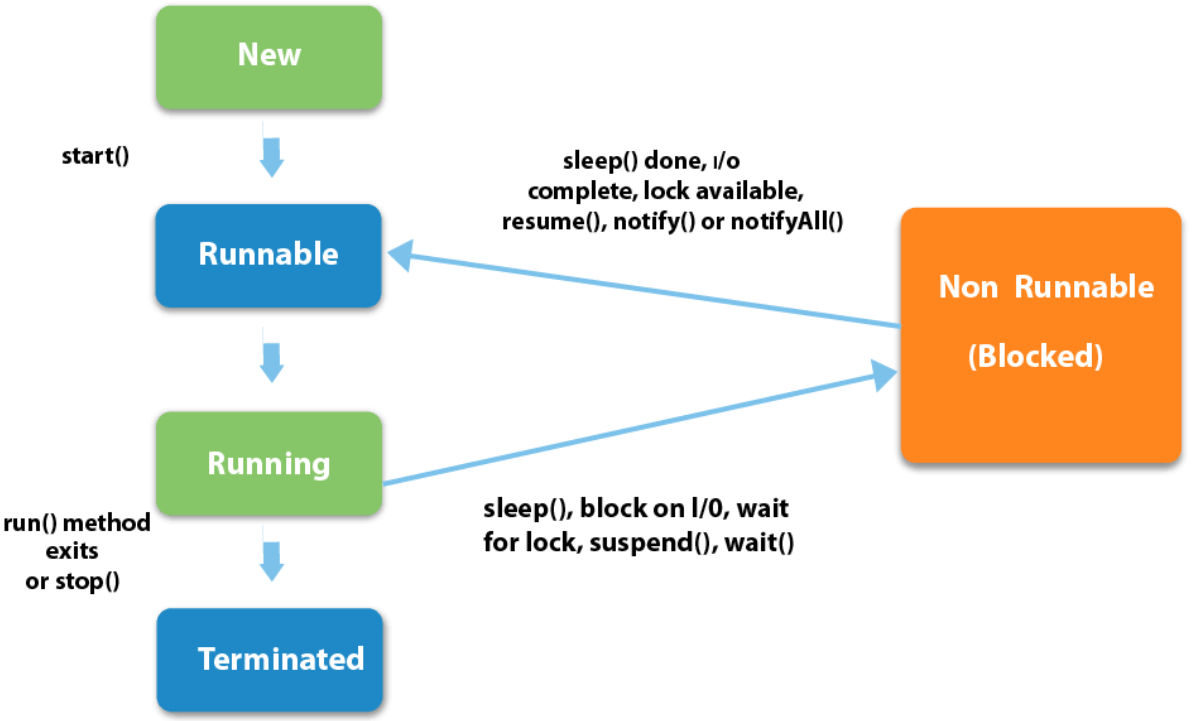 New
start()
sleep() done, I/o
complete, lock available,
resume(), notify() or notifyAll()
Runnable
Non Runnable
(Blocked)
Running
run() method
exits
or stop()
sleep(), block on l/0, wait
for lock, suspend(), wait()
Terminated